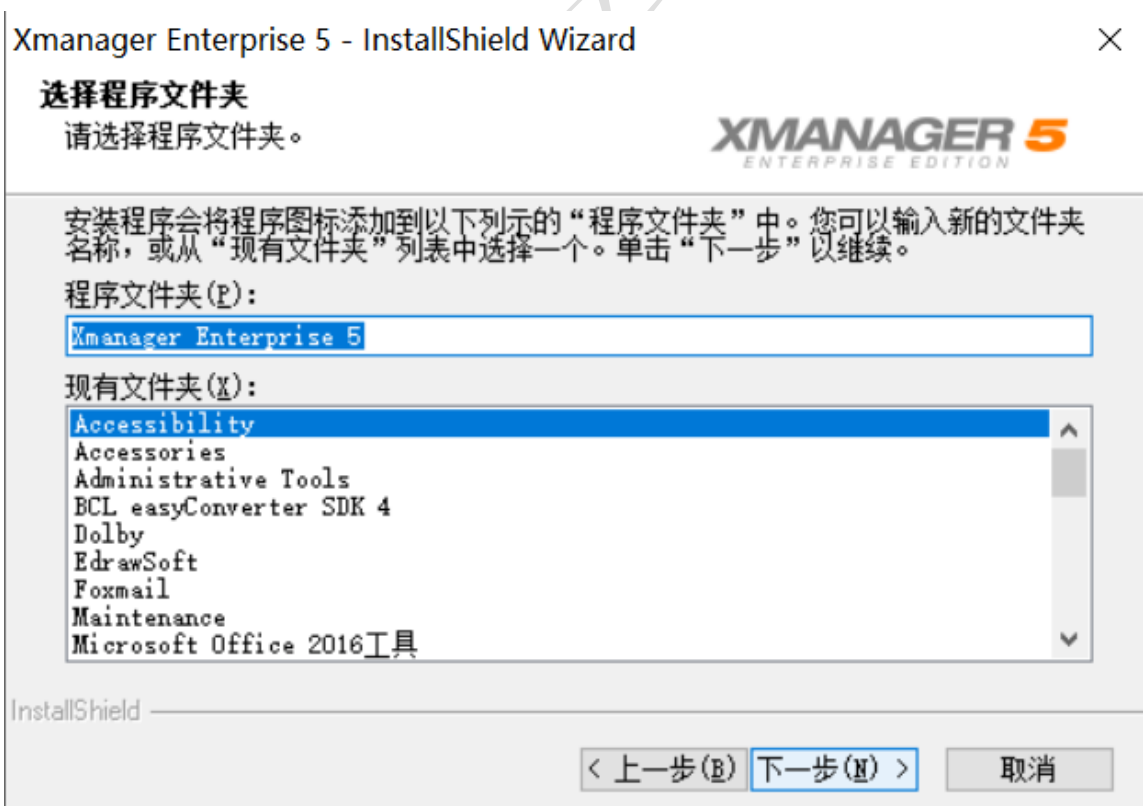 Xmanager Enterprise 5 - InstallShield Wizard
选择程序文件夹
请选择程序文件夹。
XMANAGER 5
ENTERPRISE EDITION
安装程序会将程序图标添加到以下列示的“程序文件夹”中。您可以输入新的文件夹
名称，或从“现有文件夹”列表中选择一个。单击“下一步”以继续。
程序文件夹(P)：
Xmanager Enterprise 5
现有文件夹(X)：
Accessibility
Accessories
Administrative Tools
BCL easyConverter SDK 4
Dolby
EdrawSoft
Foxmail
Maintenance
Microsoft Office 2016工具
InstallShield
< 上一步(B) 下一步(N) > 取消